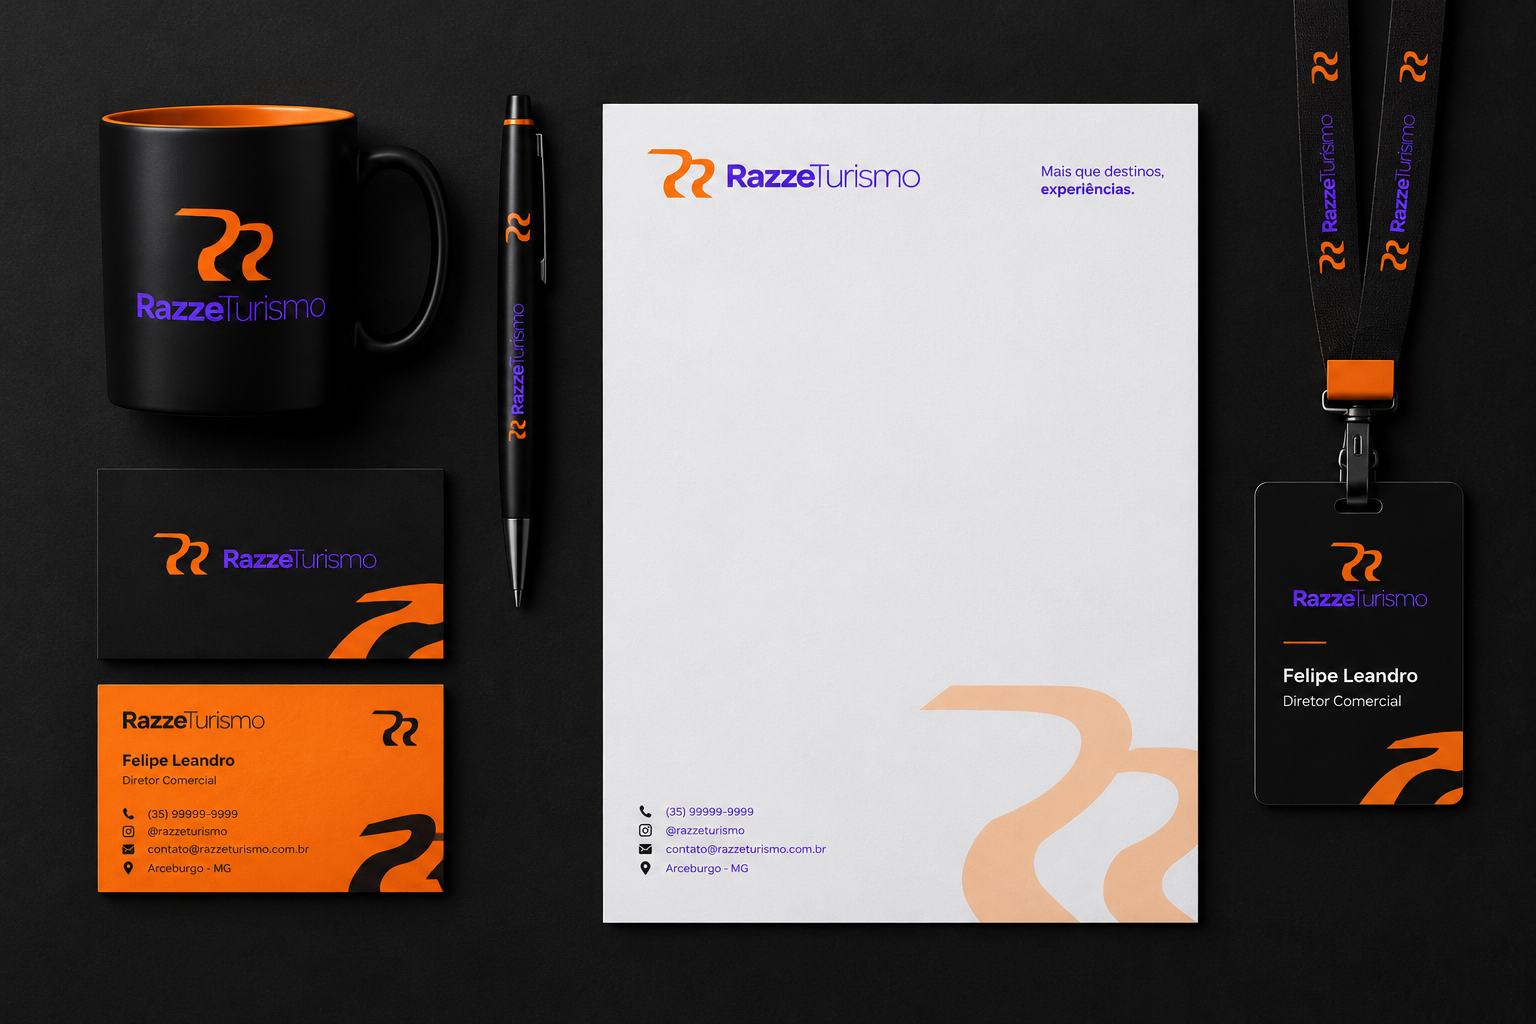 RazzeTurismo
RazzeTurismo
RazzeTurismo
Mais que destinos,
experiências.
(35) 99999-9999
@razzeturismo
contato@razzeturismo.com.br
Arceburgo - MG
RazzeTurismo
RazzeTurismo
Felipe Leandro
Diretor Comercial
(35) 99999-9999
@razzeturismo
contato@razzeturismo.com.br
Arceburgo - MG
RazzeTurismo
RazzeTurismo
RazzeTurismo
Felipe Leandro
Diretor Comercial